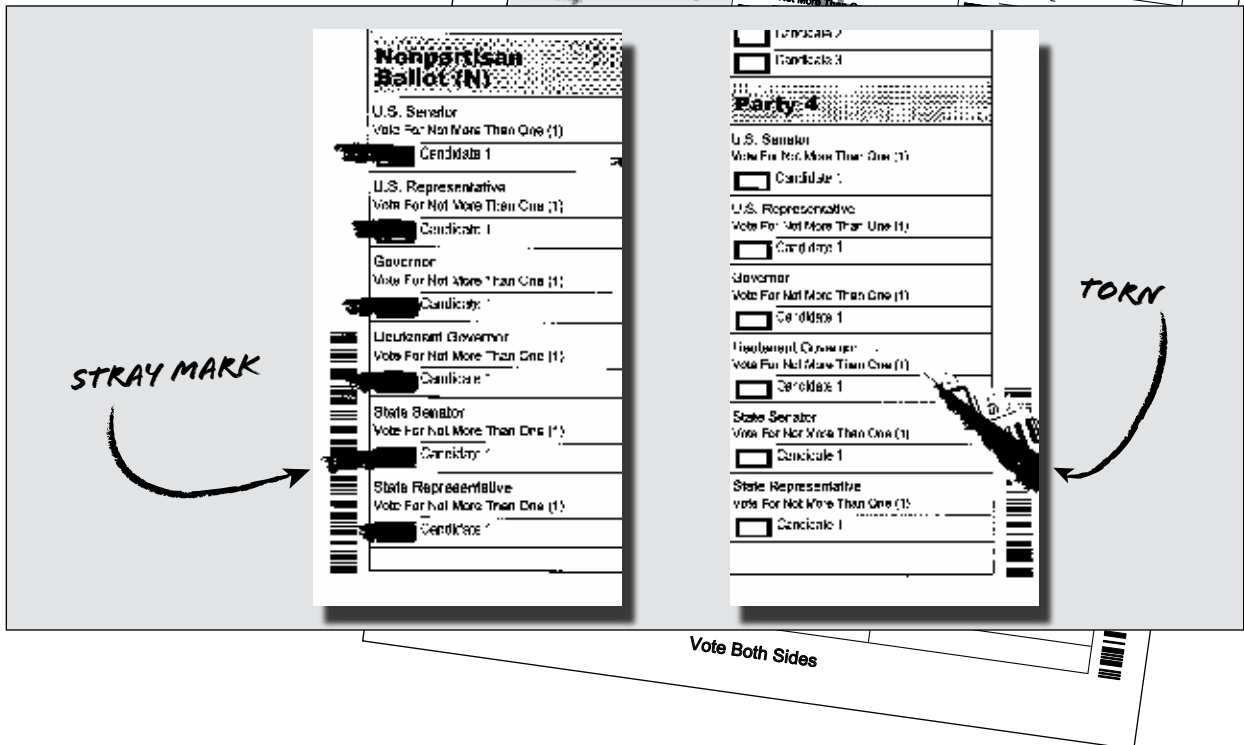 Nonpartisan
Ballot (N)
U.S. Senator
Vote For Not More Than One (1)
Candidate 1
U.S. Representative
Vote For Not More Than One (1)
Candidate 1
Governor
Vote For Not More Than One (1)
Candidate 1
Lieutenant Governor
Vote For Not More Than One (1)
Candidate 1
State Senator
Vote For Not More Than One (1)
Candidate 1
State Representative
Vote For Not More Than One (1)
Candidate 1
STRAY MARK
Candidate 2
Candidate 3
Party 4
U.S. Senator
Vote For Not More Than One (1)
Candidate 1
U.S. Representative
Vote For Not More Than One (1)
Candidate 1
Governor
Vote For Not More Than One (1)
Candidate 1
Lieutenant Governor
Vote For Not More Than One (1)
Candidate 1
State Senator
Vote For Not More Than One (1)
Candidate 1
State Representative
Vote For Not More Than One (1)
Candidate 1
TORN
Vote Both Sides